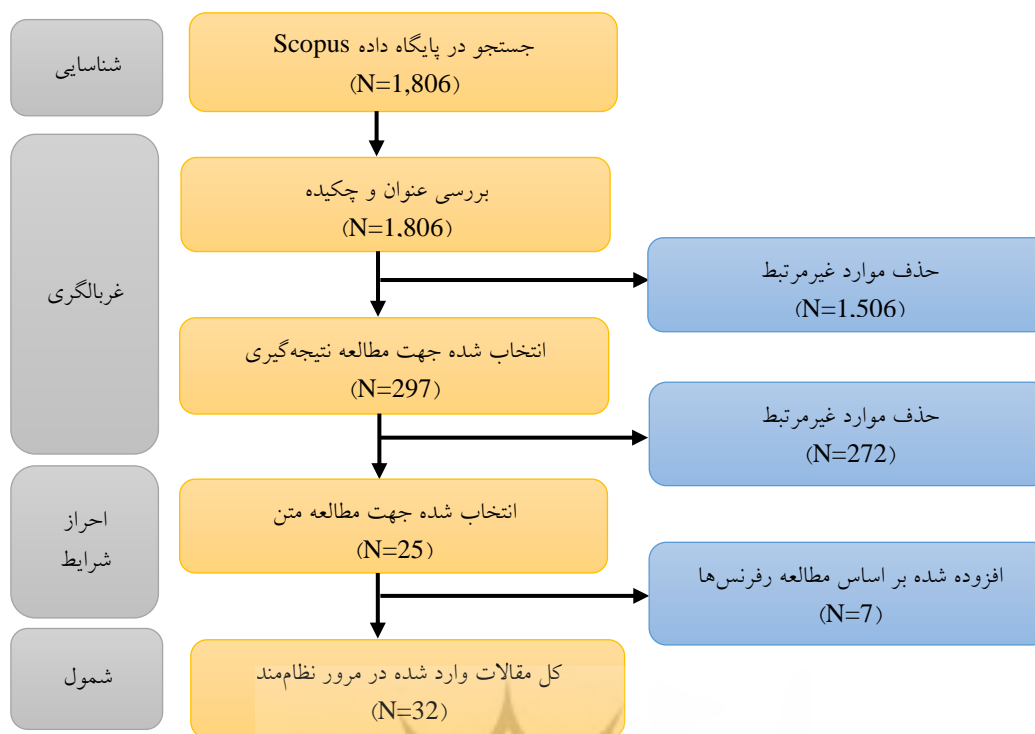 شناسایی
جستجو در پایگاه داده Scopus
(N=1,806)
غربالگری
بررسی عنوان و چکیده
(N=1,806)
حذف موارد غیرمرتبط
(N=1,506)
انتخاب شده جهت مطالعه نتیجه‌گیری
(N=297)
حذف موارد غیرمرتبط
(N=272)
احراز
شرایط
انتخاب شده جهت مطالعه متن
(N=25)
افزوده شده بر اساس مطالعه رفرنس‌ها
(N=7)
شمول
کل مقالات وارد شده در مرور نظام‌مند
(N=32)